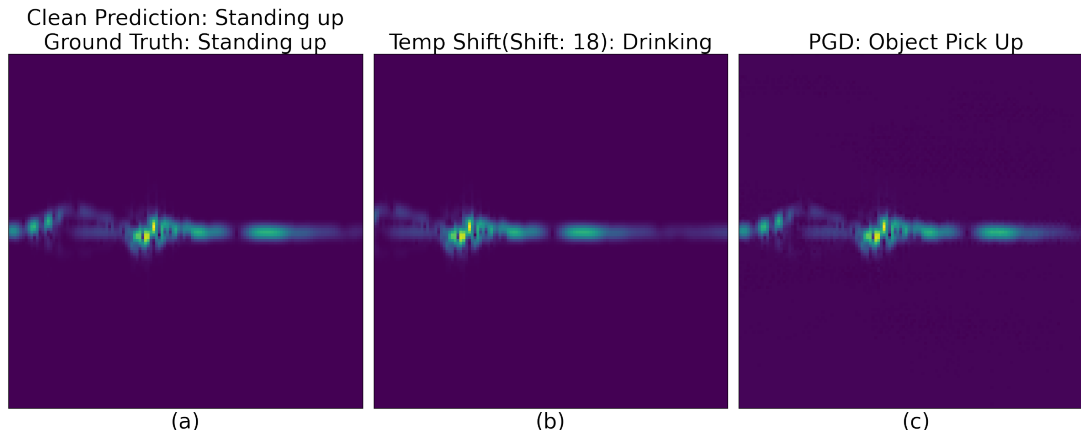 Clean Prediction: Standing up
Ground Truth: Standing up
Temp Shift(Shift: 18): Drinking
PGD: Object Pick Up
(a)
(b)
(c)